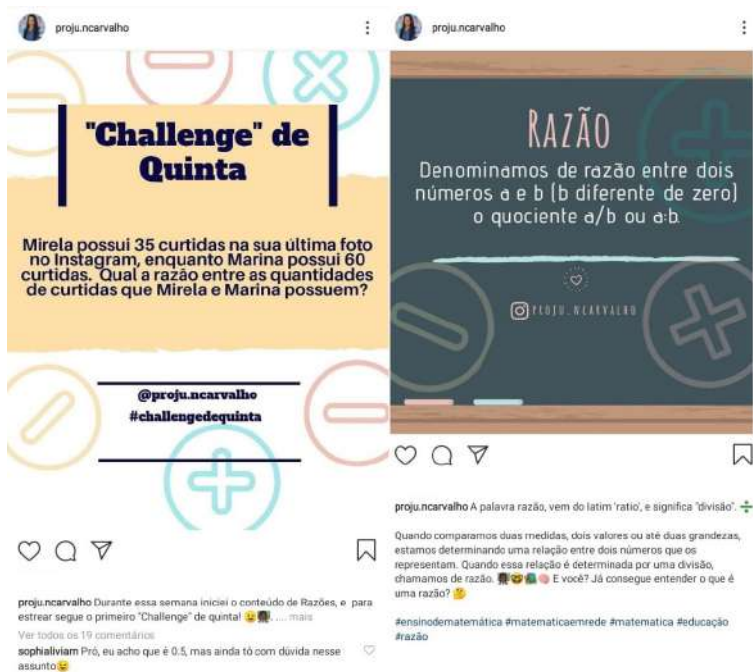 proju.ncarvalho
"Challenge" de
Quinta
Mirela possui 35 curtidas na sua última foto
no Instagram, enquanto Marina possui 60
curtidas. Qual a razão entre as quantidades
de curtidas que Mirela e Marina possuem?
@proju.ncarvalho
#challengedequinta
proju.ncarvalho Durante essa semana iniciei o conteúdo de Razões, e para
estrear segue o primeiro "Challenge" de quinta! 😉👩🏿‍🏫.... mais
Ver todos os 19 comentários
sophialiviam Pró, eu acho que é 0.5, mas ainda tô com dúvida nesse
assunto😉
proju.ncarvalho
RAZÃO
Denominamos de razão entre dois
números a e b (b diferente de zero)
o quociente a/b ou a:b.
PROJU.NCARVALHO
proju.ncarvalho A palavra razão, vem do latim 'ratio', e significa "divisão". ➗
Quando comparamos duas medidas, dois valores ou até duas grandezas,
estamos determinando uma relação entre dois números que os
representam. Quando essa relação é determinada por uma divisão,
chamamos de razão. E você? Já consegue entender o que é
uma razão? 🤔
#ensinodematemática #matematicaemrede #matematica #educação
#razão